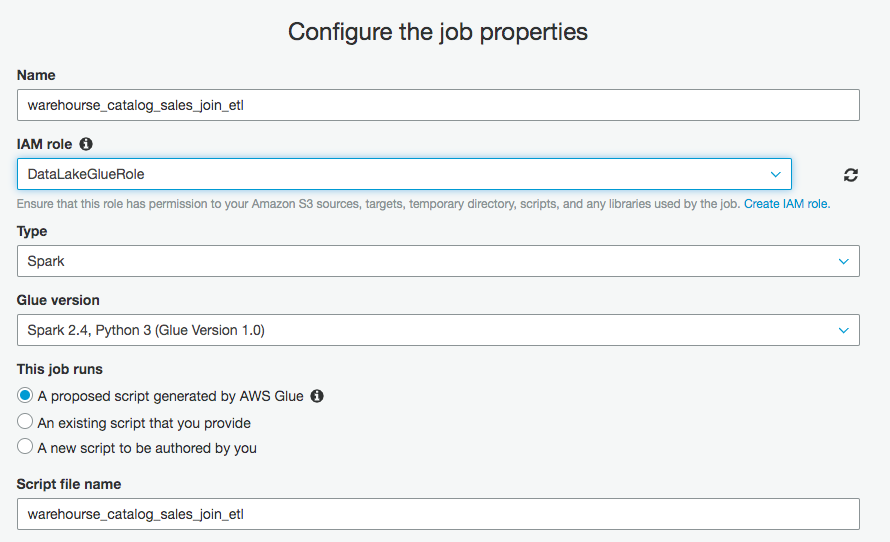 Configure the job properties
Name
warehourse_catalog_sales_join_etl
IAM role
DataLakeGlueRole
Ensure that this role has permission to your Amazon S3 sources, targets, temporary directory, scripts, and any libraries used by the job. Create IAM role.
Type
Spark
Glue version
Spark 2.4, Python 3 (Glue Version 1.0)
This job runs
A proposed script generated by AWS Glue
An existing script that you provide
A new script to be authored by you
Script file name
warehourse_catalog_sales_join_etl